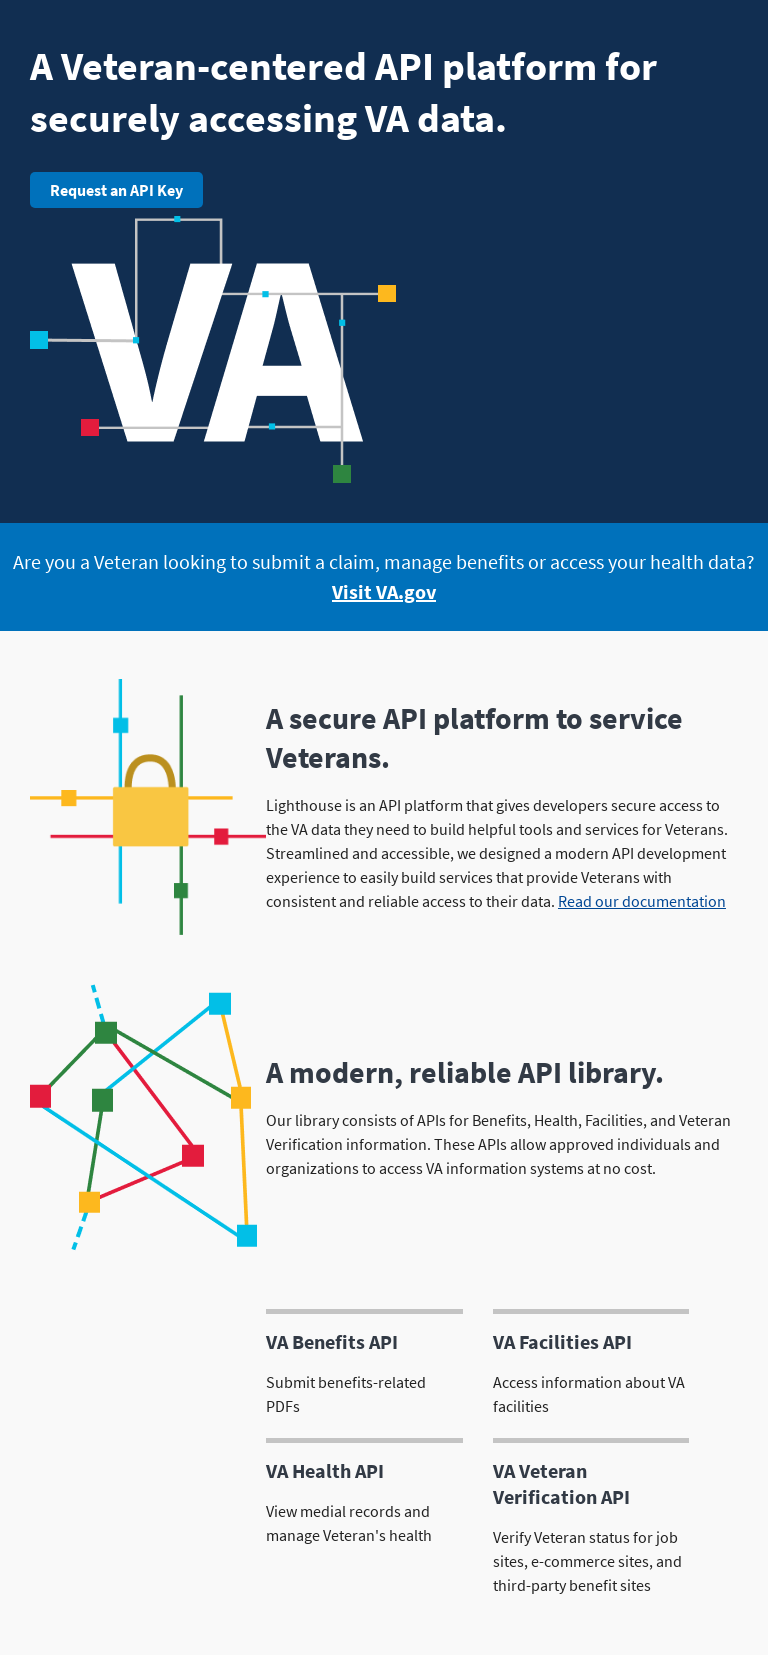 A Veteran-centered API platform for
securely accessing VA data.
Request an API Key
VA
Are you a Veteran looking to submit a claim, manage benefits or access your health data?
Visit VA.gov
A secure API platform to service
Veterans.
Lighthouse is an API platform that gives developers secure access to
the VA data they need to build helpful tools and services for Veterans.
Streamlined and accessible, we designed a modern API development
experience to easily build services that provide Veterans with
consistent and reliable access to their data. Read our documentation
A modern, reliable API library.
Our library consists of APIs for Benefits, Health, Facilities, and Veteran
Verification information. These APIs allow approved individuals and
organizations to access VA information systems at no cost.
VA Benefits API
Submit benefits-related
PDFs
VA Facilities API
Access information about VA
facilities
VA Health API
View medial records and
manage Veteran's health
VA Veteran
Verification API
Verify Veteran status for job
sites, e-commerce sites, and
third-party benefit sites